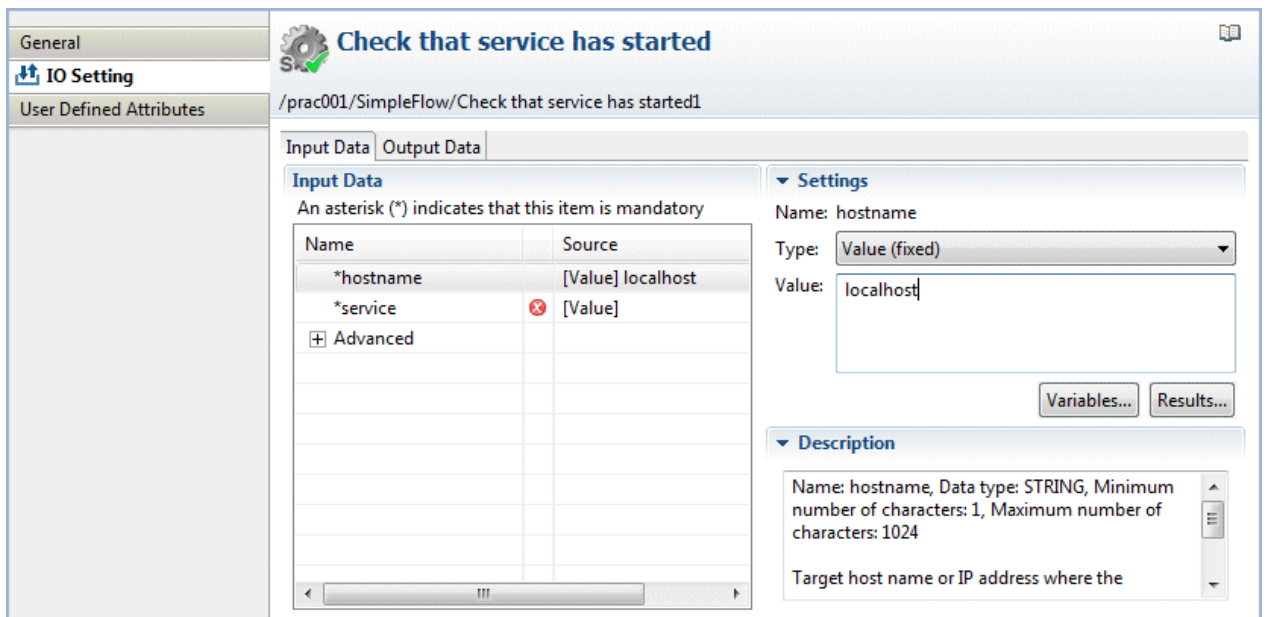 General
IO Setting
User Defined Attributes
Check that service has started
/prac001/SimpleFlow/Check that service has started1
Input Data Output Data
Input Data
An asterisk (*) indicates that this item is mandatory
Name Source
*hostname [Value] localhost
*service [Value]
Advanced
Settings
Name: hostname
Type: Value (fixed)
Value: localhost
Variables... Results...
Description
Name: hostname, Data type: STRING, Minimum
number of characters: 1, Maximum number of
characters: 1024
Target host name or IP address where the